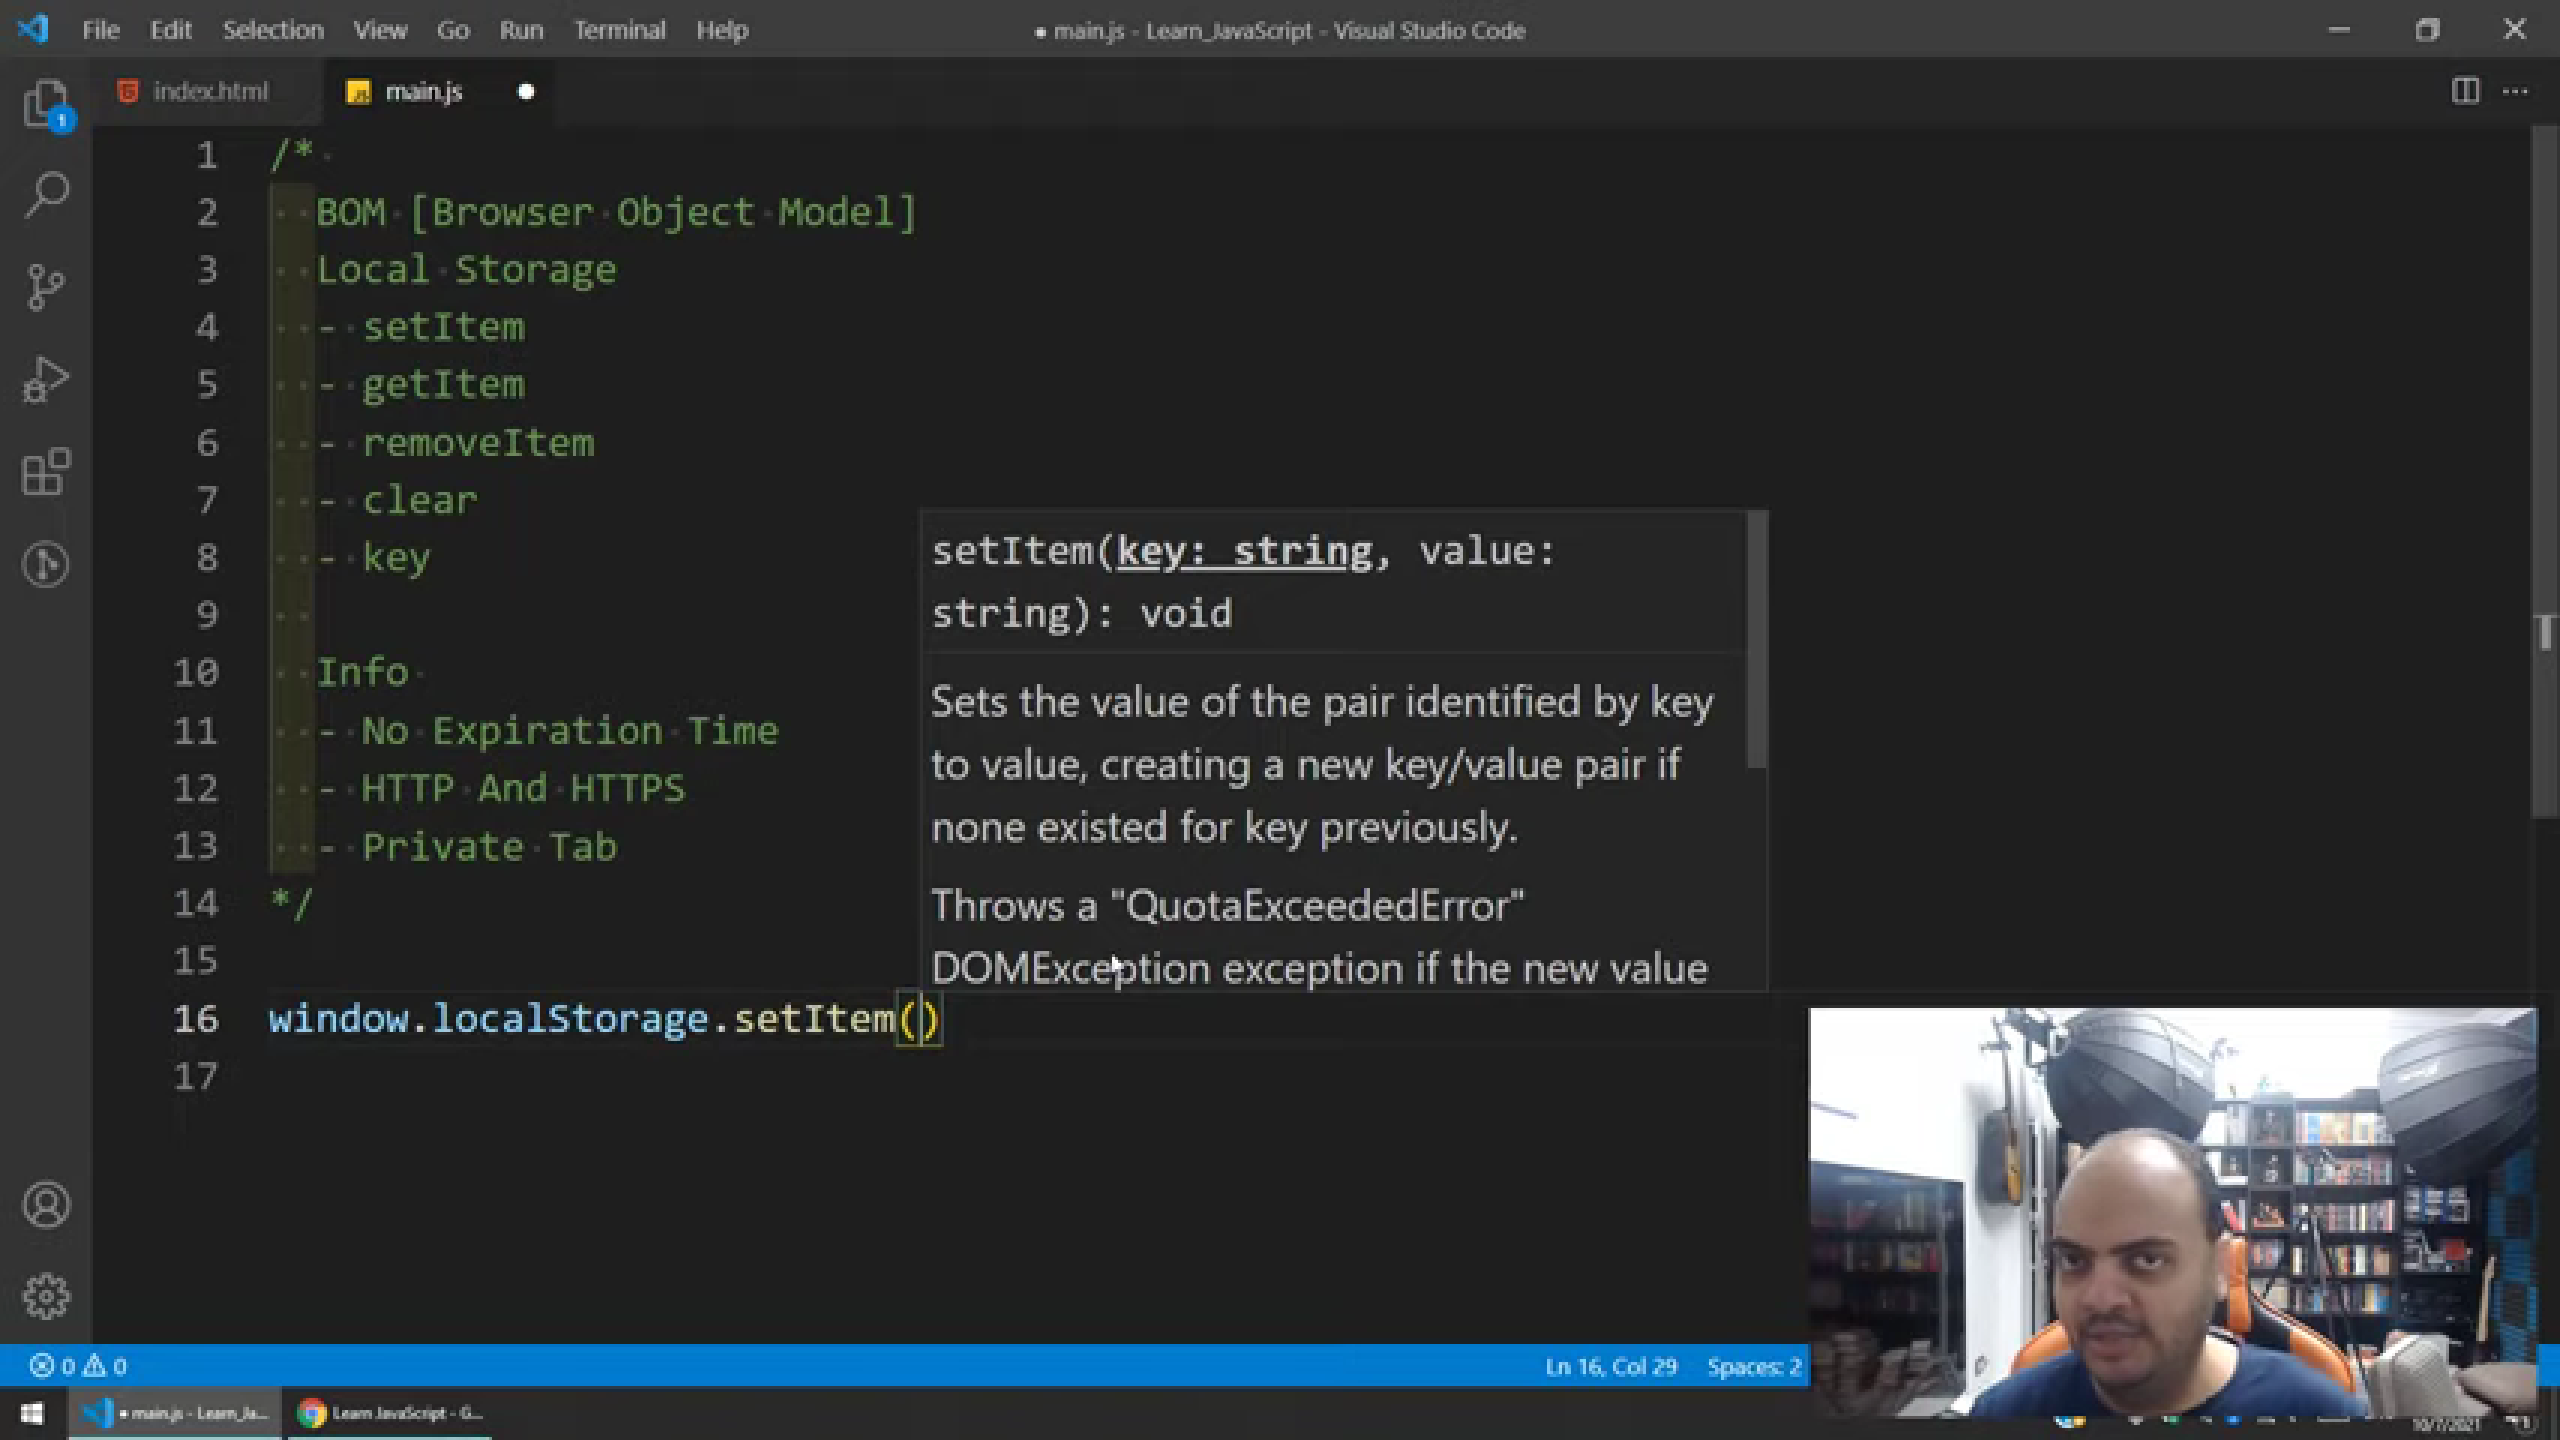 File Edit Selection View Go Run Terminal Help
● main.js - Learn_JavaScript - Visual Studio Code
index.html
main.js
1
1 /*
2 BOM [Browser Object Model]
3 Local Storage
4 - setItem
5 - getItem
6 - removeItem
7 - clear
8 - key
9
10 Info
11 - No Expiration Time
12 - HTTP And HTTPS
13 - Private Tab
14 */
15
16 window.localStorage.setItem()
17
setItem(key: string, value:
string): void
Sets the value of the pair identified by key
to value, creating a new key/value pair if
none existed for key previously.
Throws a "QuotaExceededError"
DOMException exception if the new value
0 0
Ln 16, Col 29 Spaces: 2
● main.js - Learn_Ja...
Learn JavaScript - G...
10/7/2021